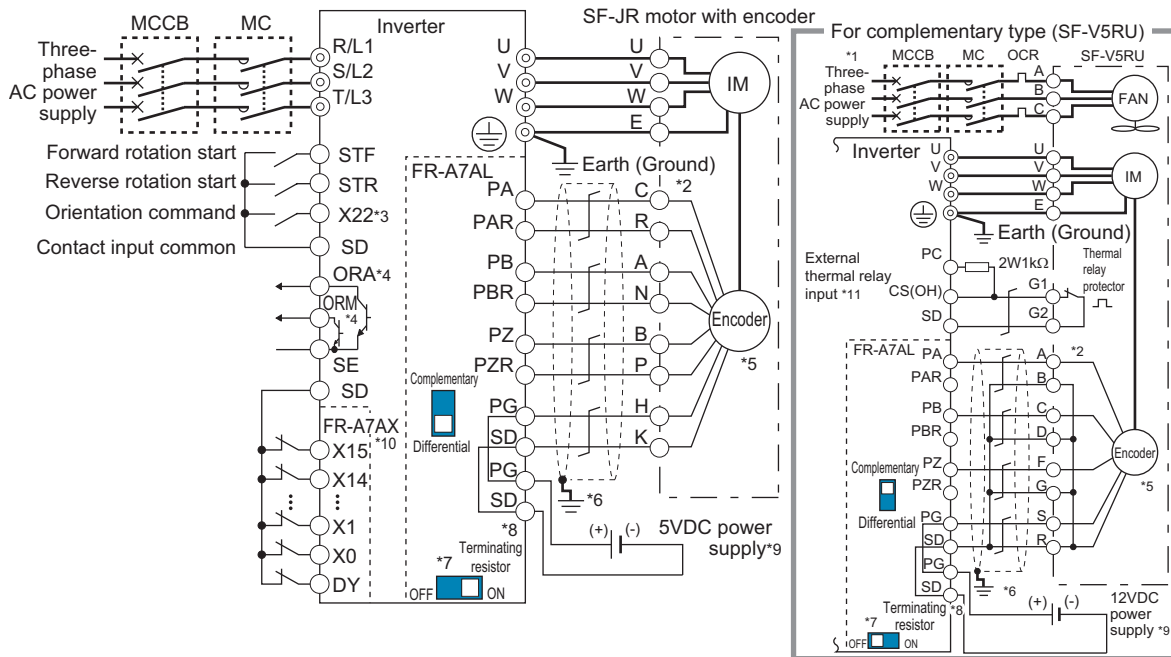 MCCB
MC
Three-
phase
AC power
supply
R/L1
S/L2
T/L3
Inverter
U
V
W
SF-JR motor with encoder
U
V
W
E
IM
Earth (Ground)
Forward rotation start
Reverse rotation start
Orientation command
Contact input common
STF
STR
X22*3
SD
ORA*4
ORM
*4
SE
SD
FR-A7AX
*10
X15
X14
X1
X0
DY
FR-A7AL
PA
PAR
PB
PBR
PZ
PZR
PG
SD
PG
SD
*8
Complementary
Differential
*7
Terminating
resistor
OFF
ON
C
R
A
N
B
P
H
K
*2
Encoder
*5
*6
(+)
(-)
5VDC power
supply*9
For complementary type (SF-V5RU)
*1
MCCB
MC
OCR
SF-V5RU
Three-
phase
AC power
supply
A
B
C
FAN
Inverter
U
V
W
U
V
W
E
IM
Earth (Ground)
External
thermal relay
input *11
PC
CS(OH)
SD
2W1kΩ
G1
G2
Thermal
relay
protector
FR-A7AL
PA
PAR
PB
PBR
PZ
PZR
PG
SD
PG
SD
Complementary
Differential
A
B
C
D
F
G
S
R
*2
Encoder
*5
*6
*8
Terminating
resistor
*7
OFF
ON
(+)
(-)
12VDC
power
supply *9